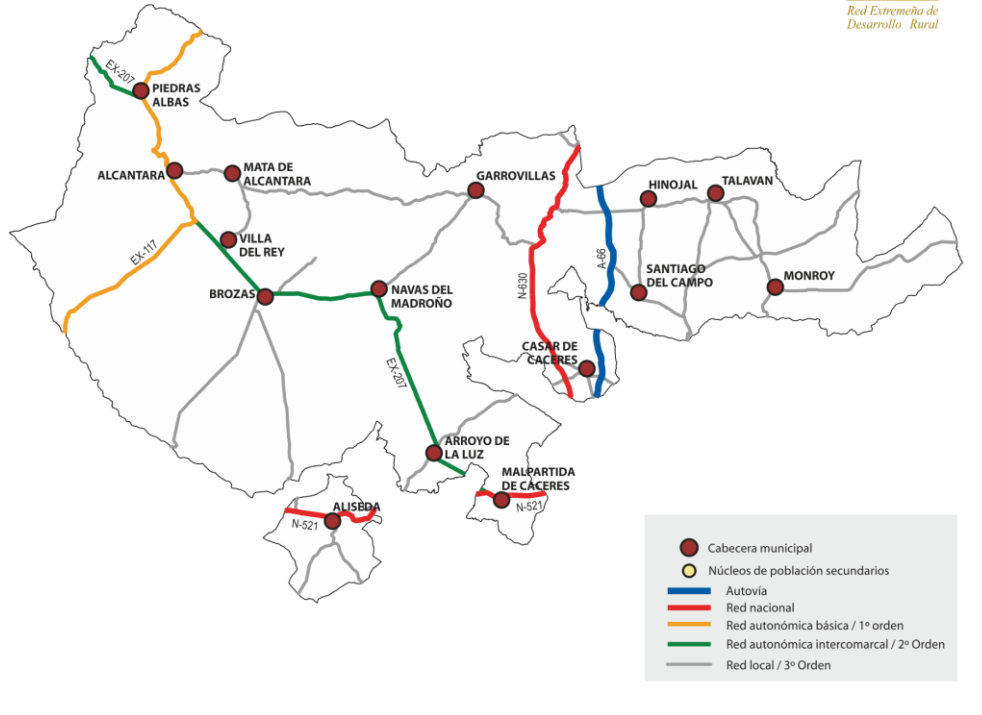 Red Extremeña de
Desarrollo Rural
EX-207
PIEDRAS
ALBAS
ALCANTARA
MATA DE
ALCANTARA
GARROVILLAS
HINOJAL
TALAVAN
EX-117
VILLA
DEL REY
A-66
N-630
SANTIAGO
DEL CAMPO
MONROY
BROZAS
NAVAS DEL
MADROÑO
CASAR DE
CACERES
EX-207
ARROYO DE
LA LUZ
MALPARTIDA
DE CACERES
N-521
ALISEDA
N-521
Cabecera municipal
Núcleos de población secundarios
Autovía
Red nacional
Red autonómica básica / 1º orden
Red autonómica intercomarcal / 2º Orden
Red local / 3º Orden